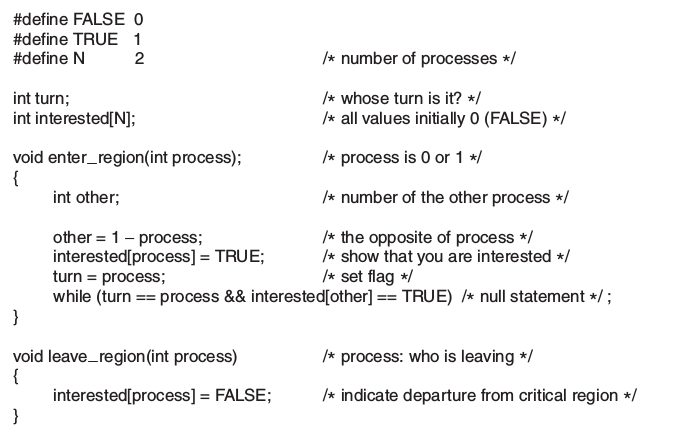 #define FALSE 0
#define TRUE 1
#define N 2 /* number of processes */
int turn; /* whose turn is it? */
int interested[N]; /* all values initially 0 (FALSE) */
void enter_region(int process); /* process is 0 or 1 */
{
int other; /* number of the other process */
other = 1 – process; /* the opposite of process */
interested[process] = TRUE; /* show that you are interested */
turn = process; /* set flag */
while (turn == process && interested[other] == TRUE) /* null statement */ ;
}
void leave_region(int process) /* process: who is leaving */
{
interested[process] = FALSE; /* indicate departure from critical region */
}